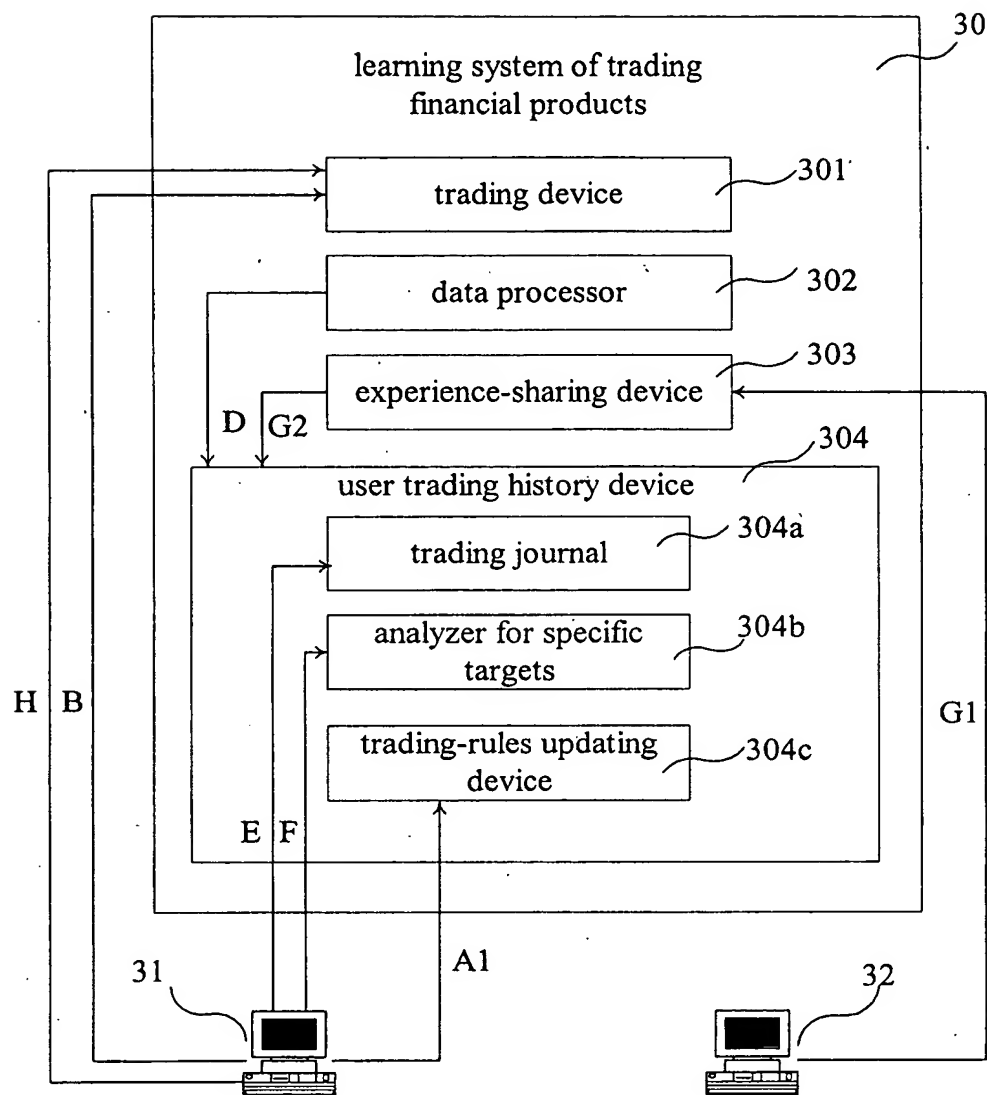 30
learning system of trading
financial products
301
trading device
302
data processor
303
experience-sharing device
D
G2
304
user trading history device
304a
trading journal
304b
analyzer for specific
targets
H
B
G1
304c
trading-rules updating
device
E
F
A1
31
32